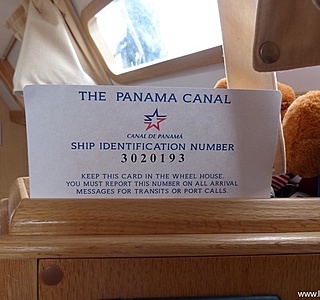 THE PANAMA CANAL
CANAL DE PANAMÁ
SHIP IDENTIFICATION NUMBER
3020193
KEEP THIS CARD IN THE WHEEL HOUSE.
YOU MUST REPORT THIS NUMBER ON ALL ARRIVAL
MESSAGES FOR TRANSITS OR PORT CALLS.